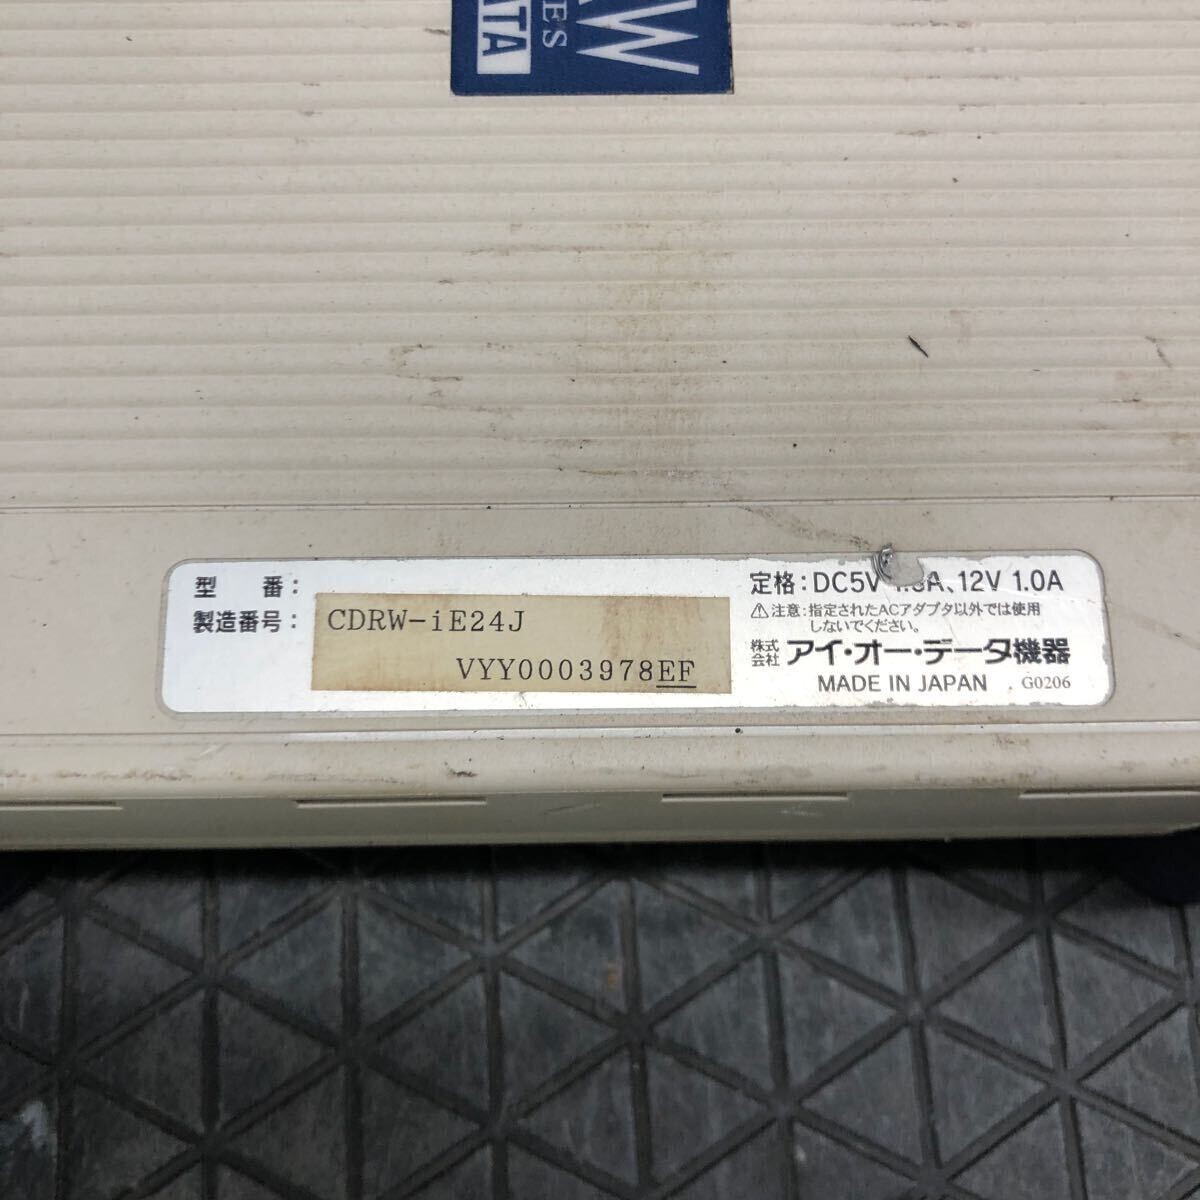 型 番：
製造番号：
CDRW-iE24J
VYY0003978EF
定格：DC5V A、12V 1.0A
⚠注意：指定されたACアダプタ以外では使用
しないでください。
株式会社 アイ・オー・データ機器
MADE IN JAPAN G0206